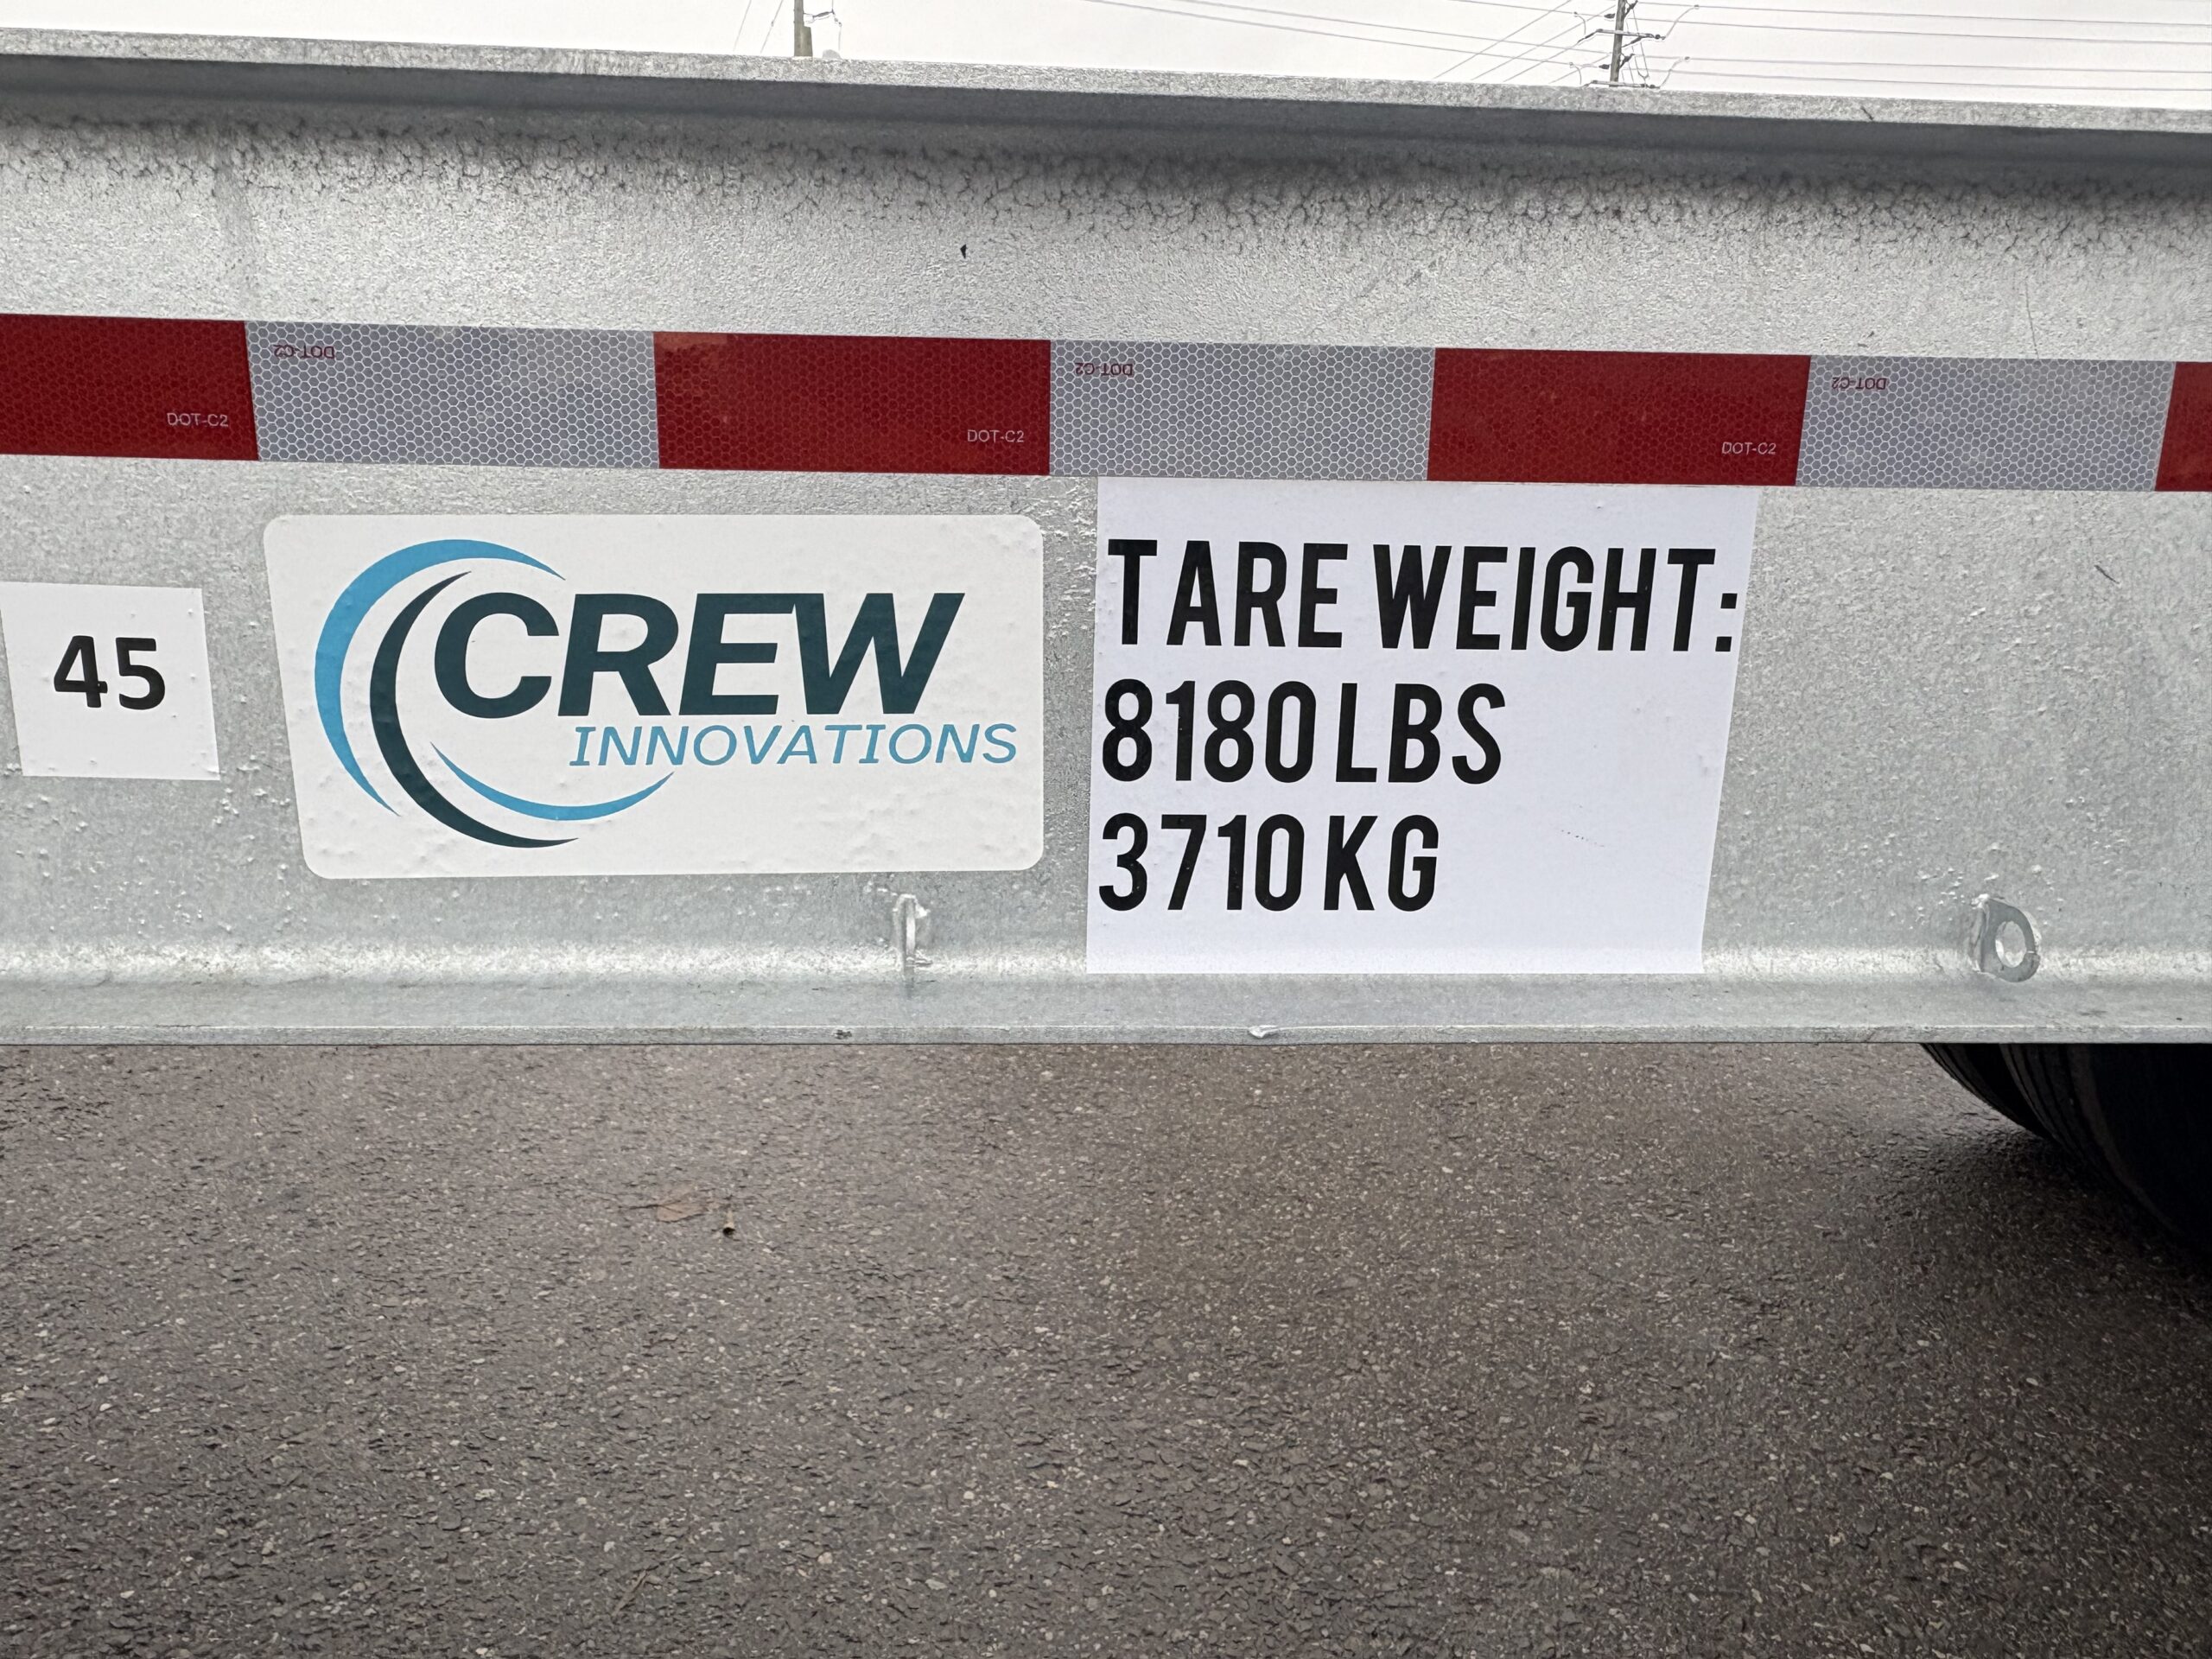 DOT-C2
DOT-C2
DOT-C2
DOT-C2
DOT-C2
DOT-C2
45
CREW
INNOVATIONS
TARE WEIGHT:
8180 LBS
3710 KG